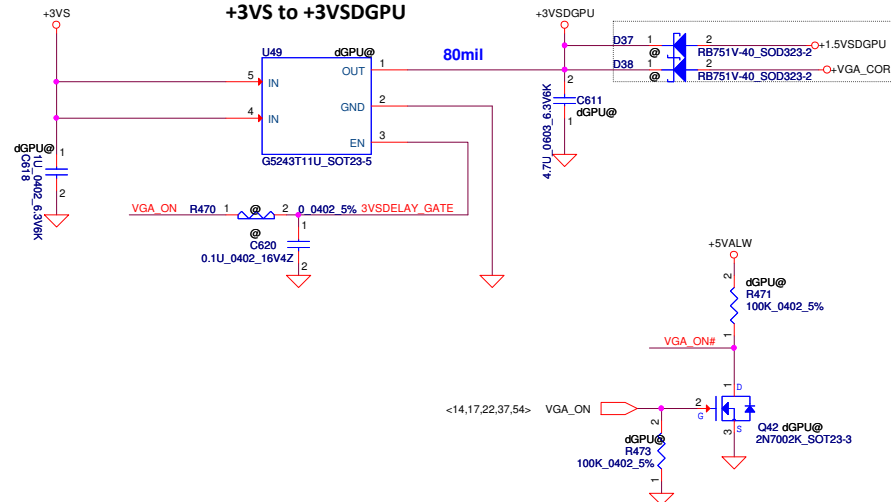 +3VS to +3VSDGPU
+3VS
+3VSDGPU
U49
dGPU@
80mil
5
IN
4
IN
OUT
1
GND
2
EN
3
G5243T11U_SOT23-5
D37
1
2
@
RB751V-40_SOD323-2
+1.5VSDGPU
D38
1
2
@
RB751V-40_SOD323-2
+VGA_COR
2
C611
dGPU@
1
4.7U_0603_6.3V6K
dGPU@
1
2
C618
1U_0402_6.3V6K
VGA_ON
R470
1
@
2
0_0402_5%
3VSDELAY_GATE
@
1
C620
0.1U_0402_16V4Z
2
+5VALW
2
dGPU@
R471
100K_0402_5%
1
VGA_ON#
1
D
<14,17,22,37,54>
VGA_ON
2
G
S
3
Q42 dGPU@
2N7002K_SOT23-3
2
dGPU@
R473
100K_0402_5%
1